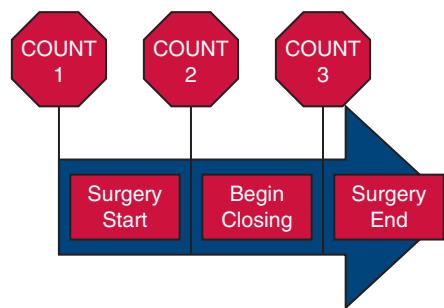 COUNT
1
COUNT
2
COUNT
3
Surgery
Start
Begin
Closing
Surgery
End